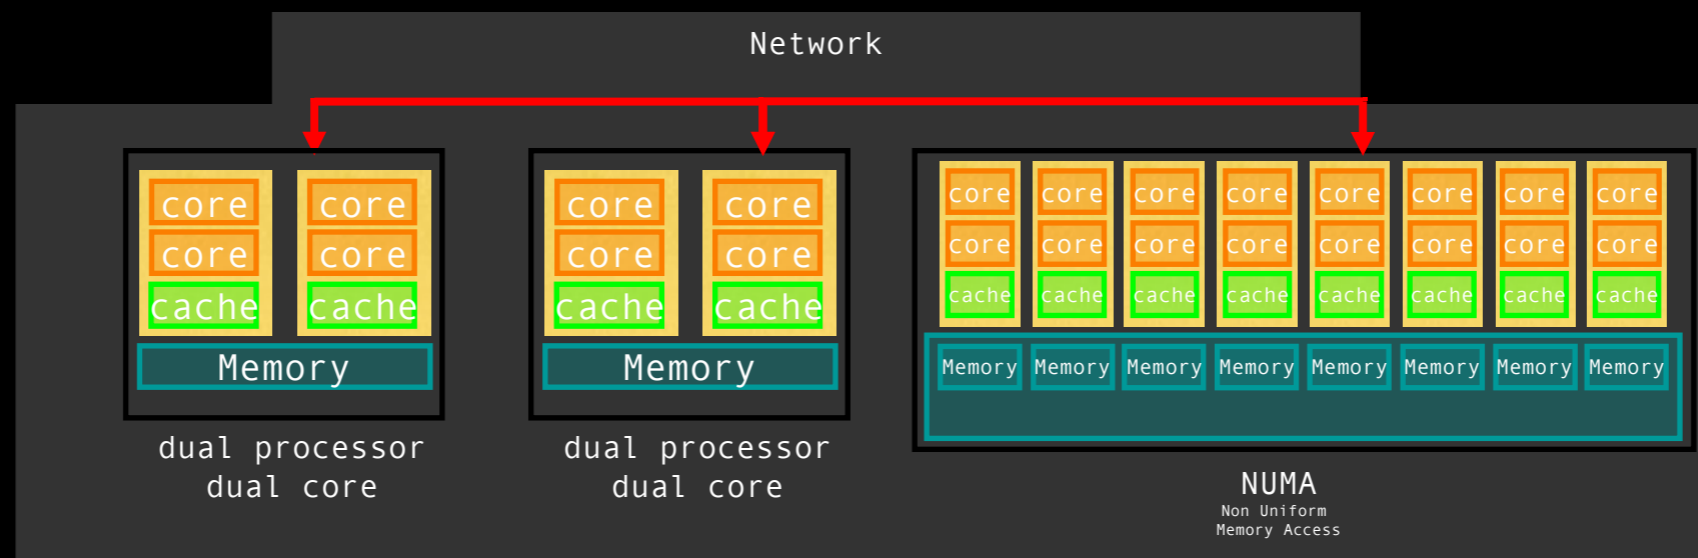 Network
core core core core core core core core core core core core
core core core core core core core core core core core core
cache cache cache cache cache cache cache cache cache cache cache cache
Memory Memory Memory Memory Memory Memory Memory Memory Memory Memory
dual processor dual processor
dual core dual core
NUMA
Non Uniform
Memory Access